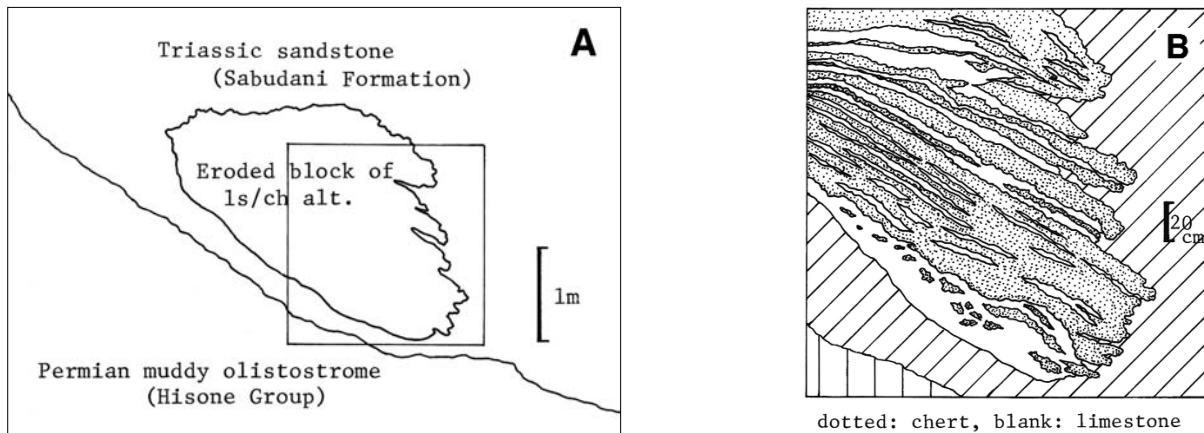 A
Triassic sandstone
(Sabudani Formation)
Eroded block of
ls/ch alt.
1m
Permian muddy olistostrome
(Hisone Group)
B
20
cm
dotted: chert, blank: limestone